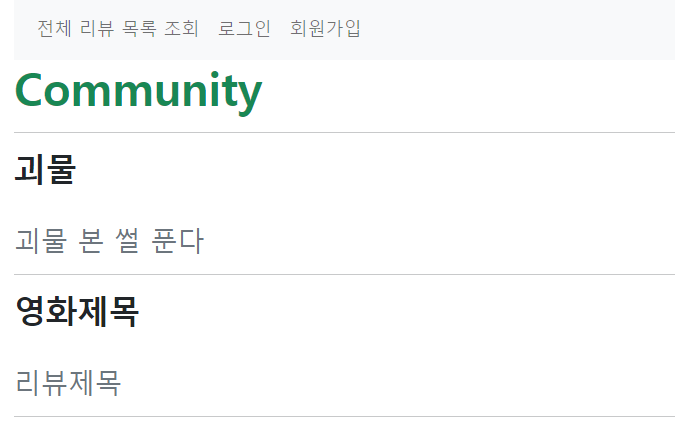 전체 리뷰 목록 조회 로그인 회원가입
Community
괴물
괴물 본 썰 푼다
영화제목
리뷰제목